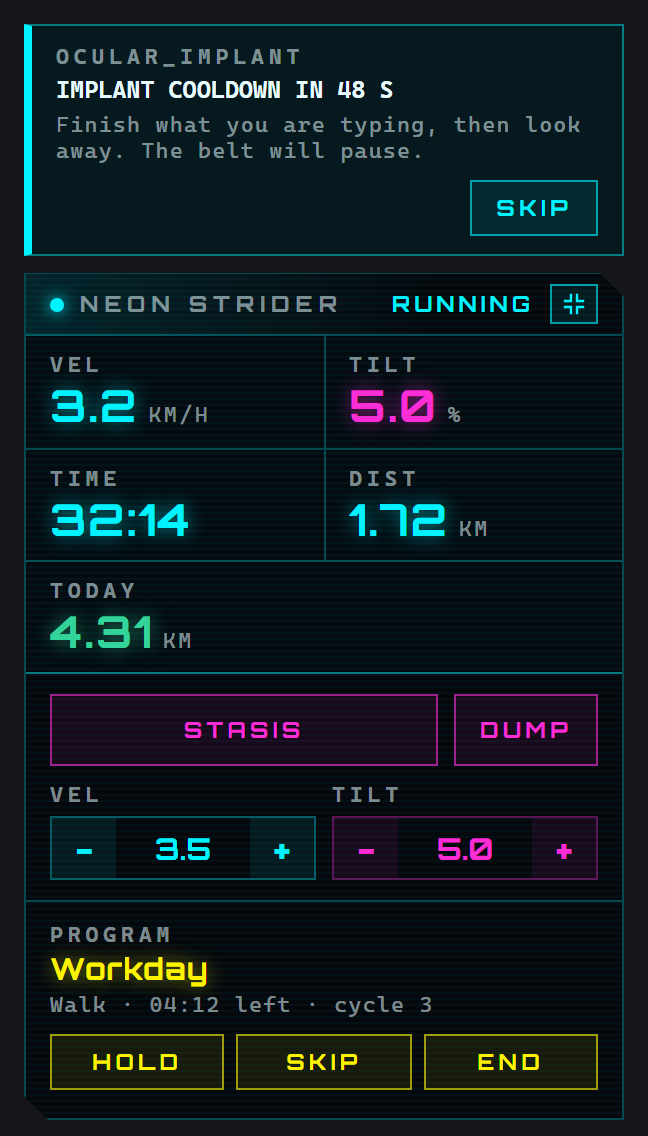 OCULAR_IMPLANT
IMPLANT COOLDOWN IN 48 S
Finish what you are typing, then look
away. The belt will pause.
SKIP
NEON STRIDER RUNNING
VEL TILT
3.2 KM/H 5.0 %
TIME DIST
32:14 1.72 KM
TODAY
4.31 KM
STASIS DUMP
VEL TILT
- 3.5 + - 5.0 +
PROGRAM
Workday
Walk · 04:12 left · cycle 3
HOLD SKIP END